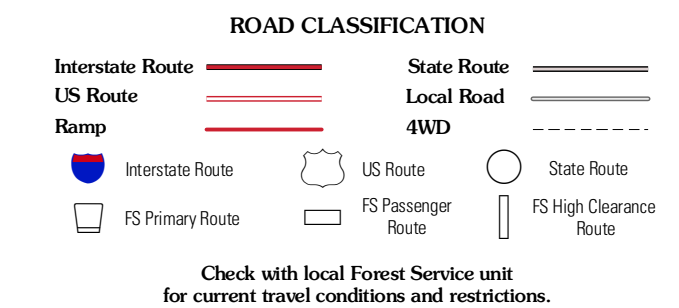 ROAD CLASSIFICATION
Interstate Route
State Route
US Route
Local Road
Ramp
4WD
Interstate Route
US Route
State Route
FS Primary Route
FS Passenger
Route
FS High Clearance
Route
Check with local Forest Service unit
for current travel conditions and restrictions.